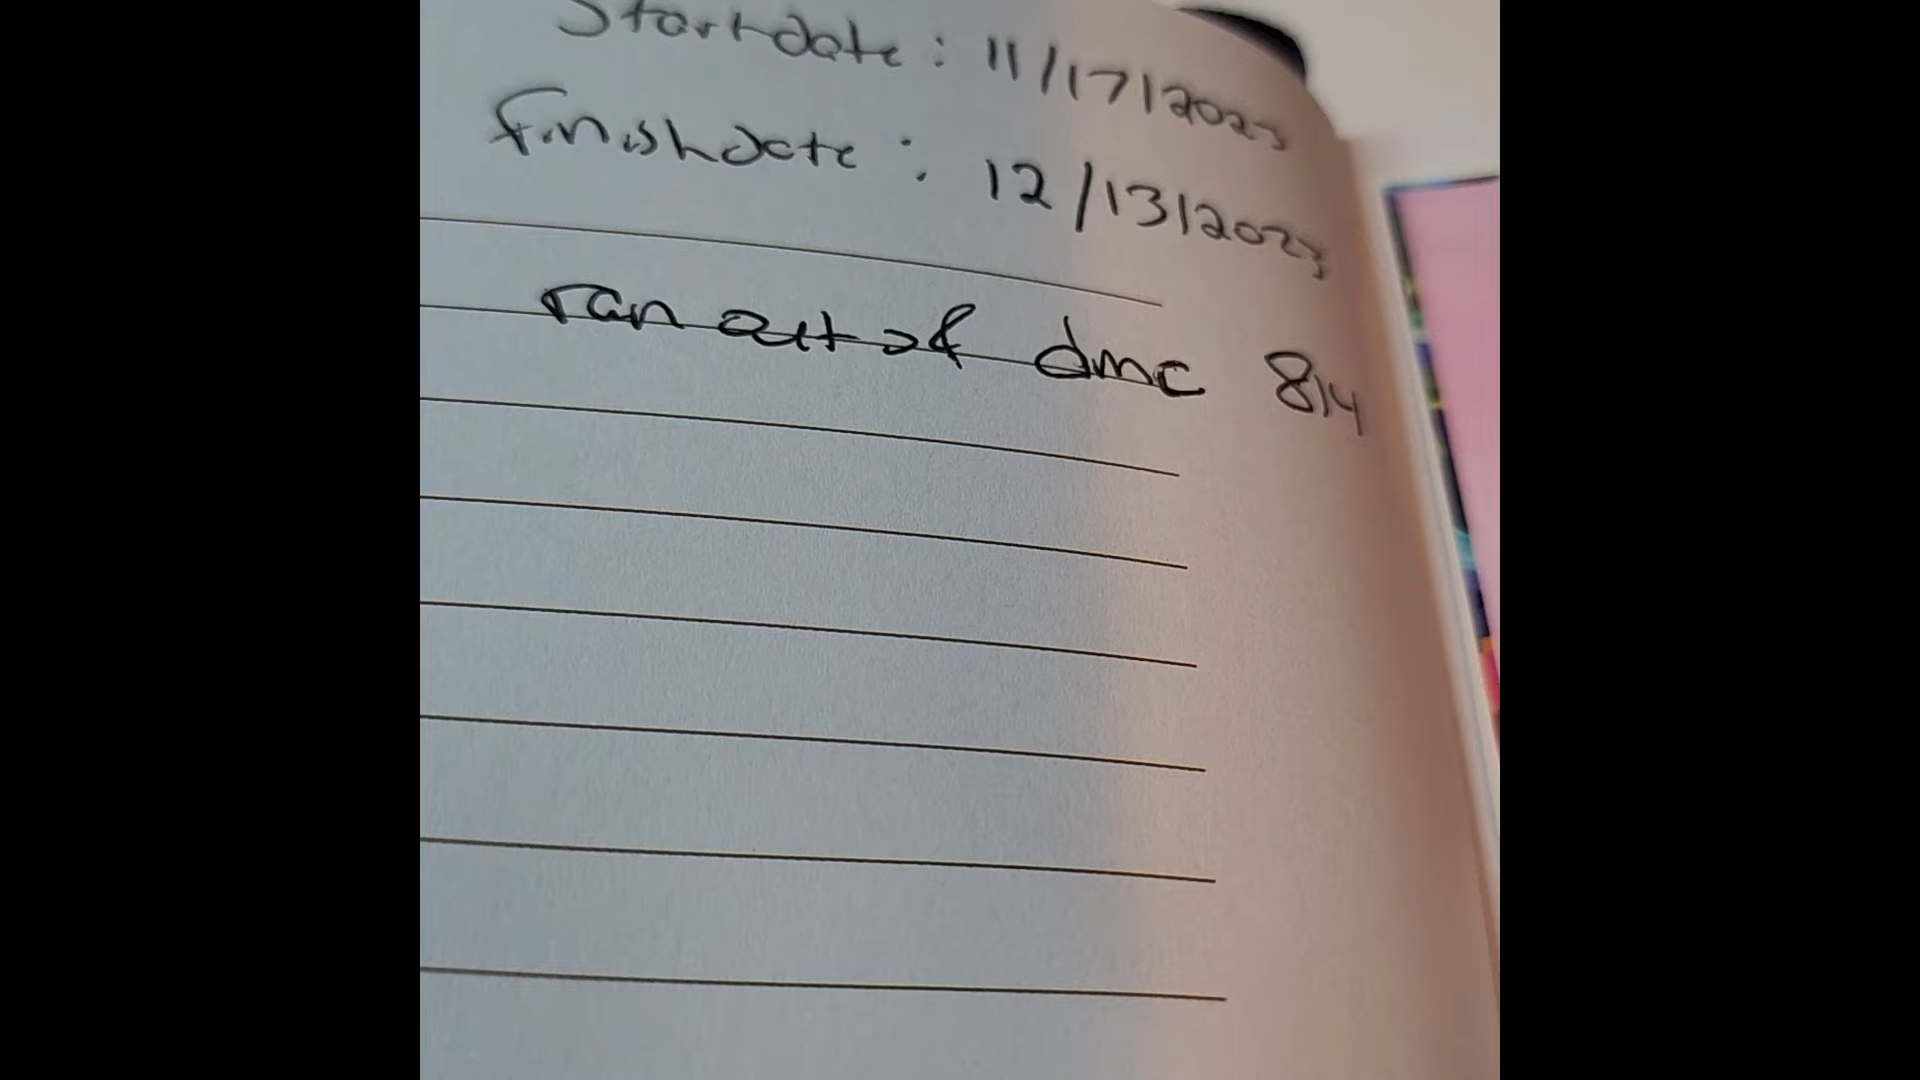 Startdate : 11/17/2023
finishdate : 12/13/2023
ran out of dmc 814